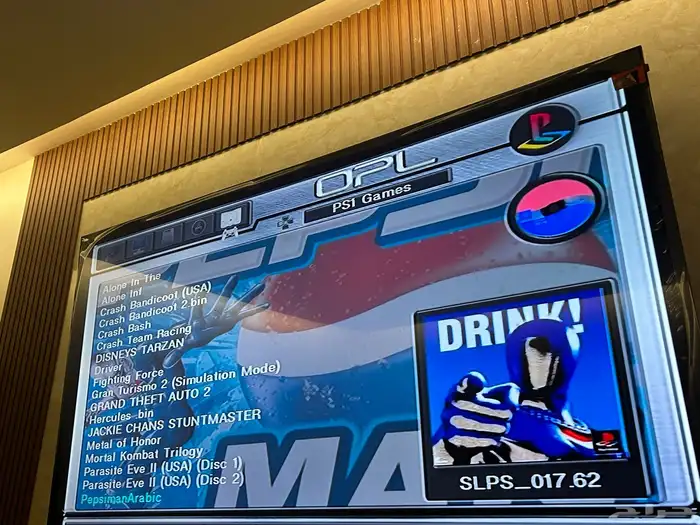 OPL
PS1 Games
Alone In The
Alone Inf
Crash Bandicoot (USA)
Crash Bandicoot 2.bin
Crash Bash
Crash Team Racing
DISNEYS TARZAN
Driver
Fighting Force
Gran Turismo 2 (Simulation Mode)
GRAND THEFT AUTO 2
Hercules .bin
JACKIE CHANS STUNTMASTER
Metal of Honor
Mortal Kombat Trilogy
Parasite Eve II (USA) (Disc 1)
Parasite Eve II (USA) (Disc 2)
PepsimanArabic
DRINK!
SLPS_017.62
EPSI
MA
حراج